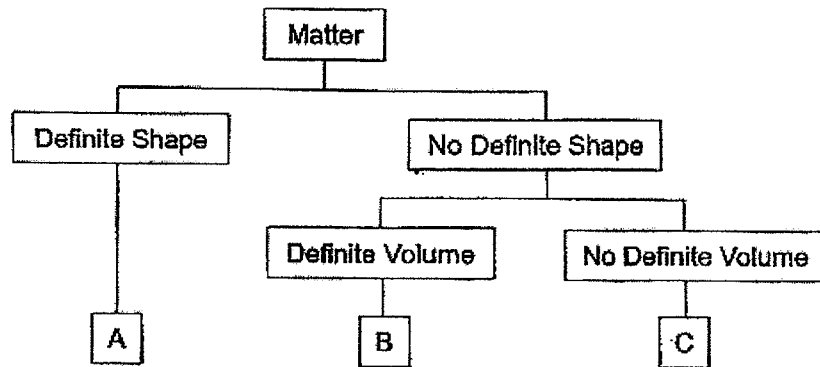 Matter
Definite Shape
No Definite Shape
Definite Volume
No Definite Volume
A
B
C